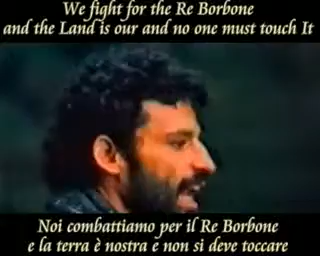 We fight for the Re Borbone
and the Land is our and no one must touch It
Noi combattiamo per il Re Borbone
e la terra è nostra e non si deve toccare